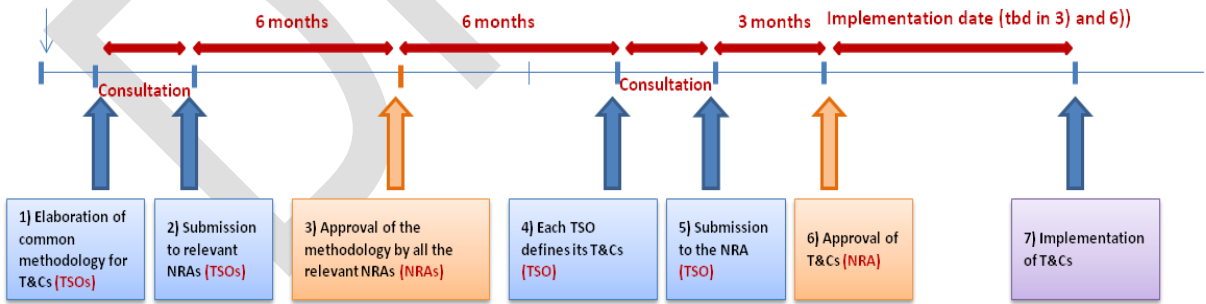 6 months
6 months
3 months
Implementation date (tbd in 3) and 6))
Consultation
Consultation
1) Elaboration of
common
methodology for
T&Cs (TSOs)
2) Submission
to relevant
NRAs (TSOs)
3) Approval of the
methodology by all the
relevant NRAs (NRAs)
4) Each TSO
defines its T&Cs
(TSO)
5) Submission
to the NRA
(TSO)
6) Approval of
T&Cs (NRA)
7) Implementation
of T&Cs